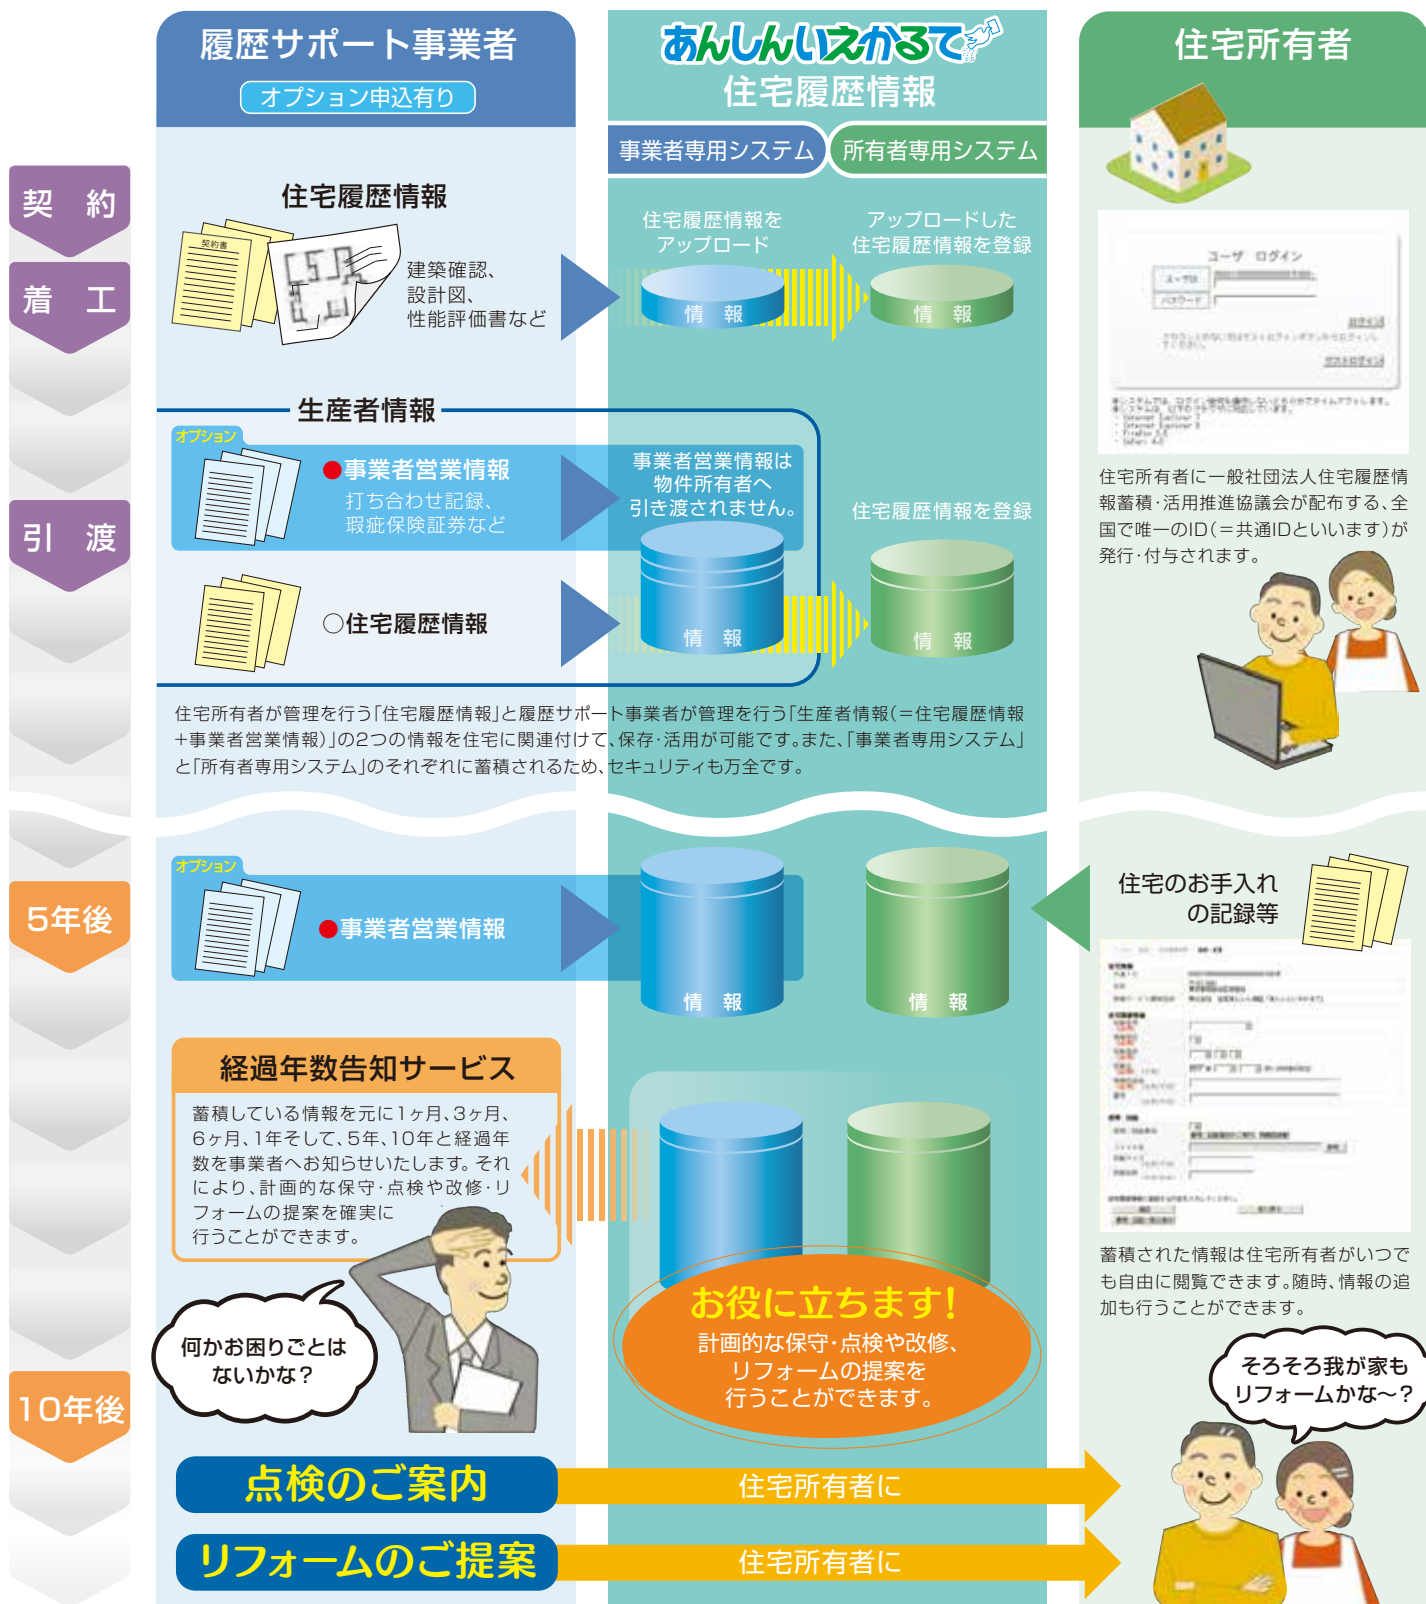 履歴サポート事業者
オプション申込有り
あんしんいえかるて
住宅履歴情報
事業者専用システム
所有者専用システム
住宅所有者
契 約
着 工
引 渡
5年後
10年後
住宅履歴情報
契約書
建築確認、
設計図、
性能評価書など
住宅履歴情報を
アップロード
情 報
アップロードした
住宅履歴情報を登録
情 報
ユーザ ログイン
ユーザID
パスワード
ログイン
ゲストログイン
生産者情報
オプション
●事業者営業情報
打ち合わせ記録、
瑕疵保険証券など
事業者営業情報は
物件所有者へ
引き渡されません。
住宅履歴情報を登録
○住宅履歴情報
情 報
情 報
住宅所有者に一般社団法人住宅履歴情
報蓄積・活用推進協議会が配布する、全
国で唯一のID(=共通IDといいます)が
発行・付与されます。
住宅所有者が管理を行う「住宅履歴情報」と履歴サポート事業者が管理を行う「生産者情報(=住宅履歴情報
+事業者営業情報)」の2つの情報を住宅に関連付けて、保存・活用が可能です。また、「事業者専用システム」
と「所有者専用システム」のそれぞれに蓄積されるため、セキュリティも万全です。
オプション
●事業者営業情報
情 報
情 報
住宅のお手入れ
の記録等
経過年数告知サービス
蓄積している情報を元に1ヶ月、3ヶ月、
6ヶ月、1年そして、5年、10年と経過年
数を事業者へお知らせいたします。それ
により、計画的な保守・点検や改修・リ
フォームの提案を確実に
行うことができます。
何かお困りごとは
ないかな？
お役に立ちます!
計画的な保守・点検や改修、
リフォームの提案を
行うことができます。
蓄積された情報は住宅所有者がいつで
も自由に閲覧できます。随時、情報の追
加も行うことができます。
そろそろ我が家も
リフォームかな～？
点検のご案内
住宅所有者に
リフォームのご提案
住宅所有者に